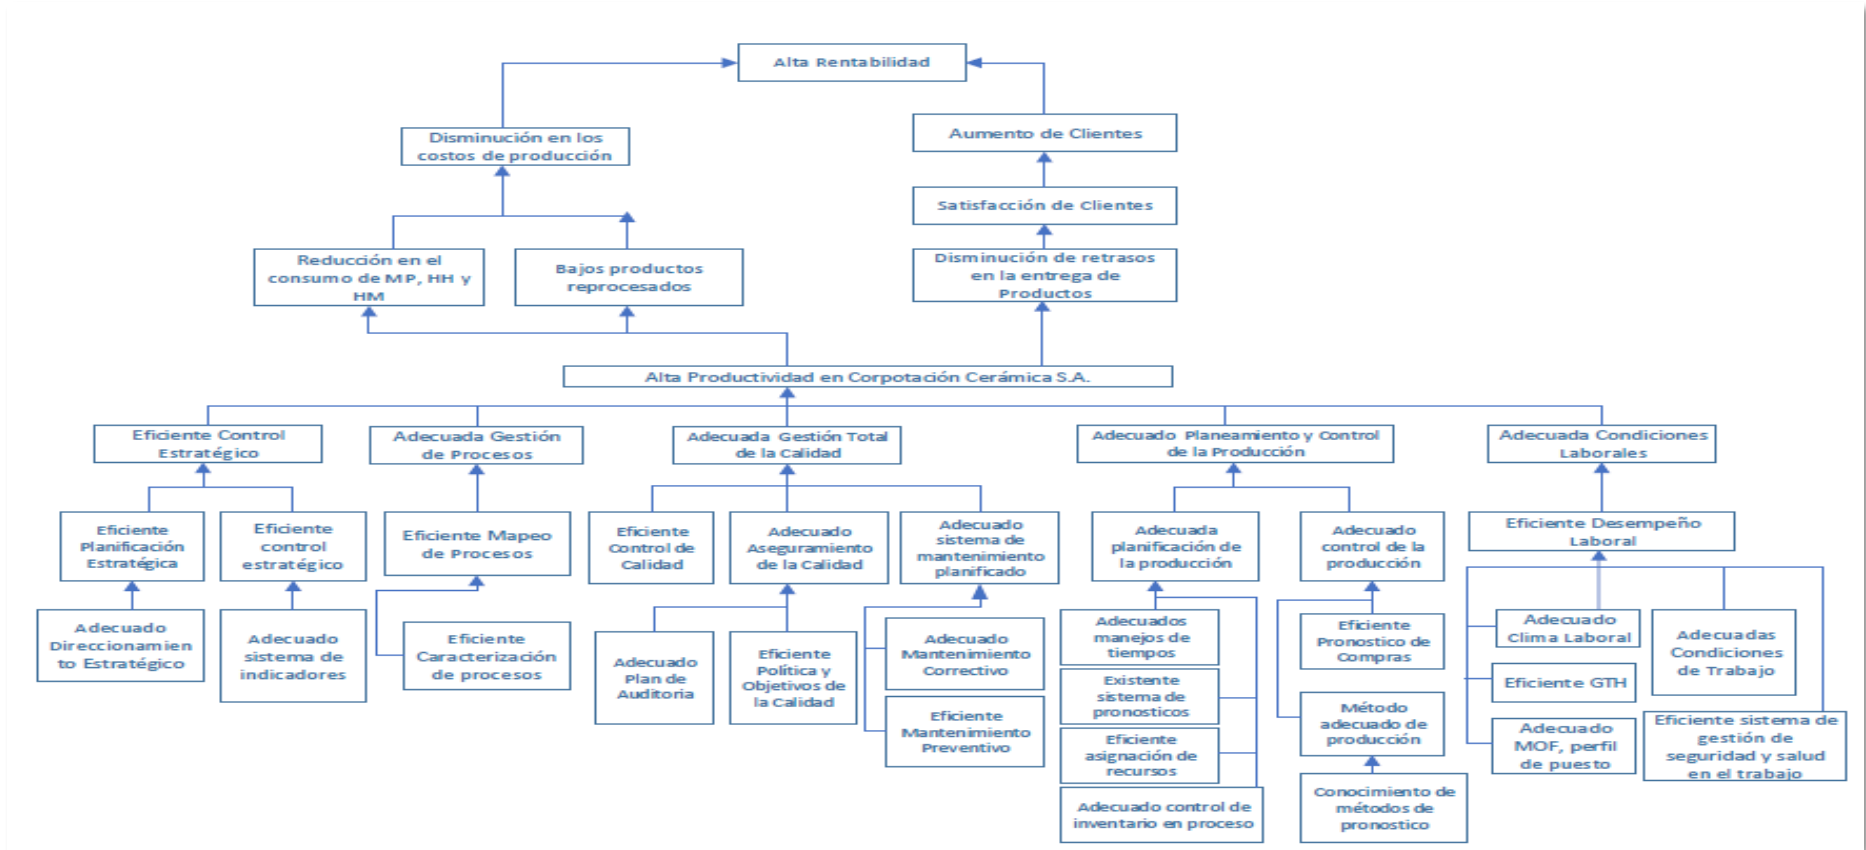 Alta Rentabilidad
Disminución en los
costos de producción
Aumento de Clientes
Satisfacción de Clientes
Reducción en el
consumo de MP, HH y
HM
Bajos productos
reprocesados
Disminución de retrasos
en la entrega de
Productos
Alta Productividad en Corpotación Cerámica S.A.
Eficiente Control
Estratégico
Adecuada Gestión
de Procesos
Adecuada Gestión Total
de la Calidad
Adecuado Planeamiento y Control
de la Producción
Adecuada Condiciones
Laborales
Eficiente
Planificación
Estratégica
Eficiente
control
estratégico
Eficiente Mapeo
de Procesos
Eficiente
Control de
Calidad
Adecuado
Aseguramiento
de la Calidad
Adecuado
sistema de
mantenimiento
planificado
Adecuada
planificación de
la producción
Adecuado
control de la
producción
Eficiente Desempeño
Laboral
Adecuado
Direccionamien
to Estratégico
Adecuado
sistema de
indicadores
Eficiente
Caracterización
de procesos
Adecuado
Plan de
Auditoria
Eficiente
Política y
Objetivos de
la Calidad
Adecuado
Mantenimiento
Correctivo
Eficiente
Mantenimiento
Preventivo
Adecuados
manejos de
tiempos
Existente
sistema de
pronosticos
Eficiente
asignación de
recursos
Adecuado control de
inventario en proceso
Eficiente
Pronostico de
Compras
Método
adecuado de
producción
Conocimiento de
métodos de
pronostico
Adecuado
Clima Laboral
Eficiente GTH
Adecuado
MOF, perfil
de puesto
Adecuadas
Condiciones
de Trabajo
Eficiente sistema de
gestión de
seguridad y salud
en el trabajo